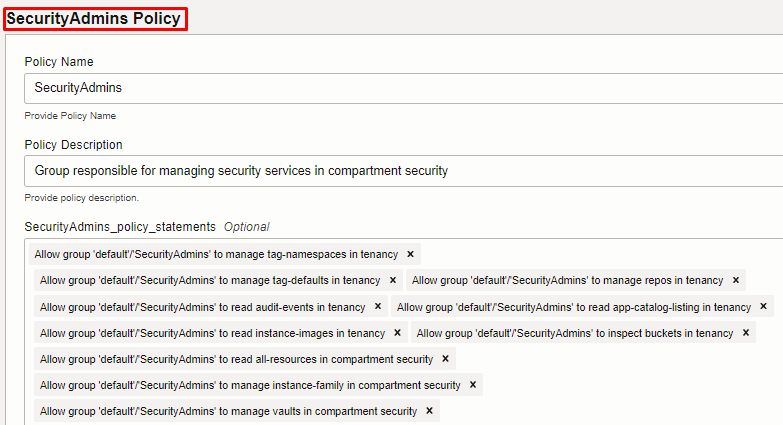 SecurityAdmins Policy
Policy Name
SecurityAdmins
Provide Policy Name
Policy Description
Group responsible for managing security services in compartment security
Provide policy description.
SecurityAdmins_policy_statements Optional
Allow group 'default'/'SecurityAdmins' to manage tag-namespaces in tenancy ×
Allow group 'default'/'SecurityAdmins' to manage tag-defaults in tenancy × Allow group 'default'/'SecurityAdmins' to manage repos in tenancy ×
Allow group 'default'/'SecurityAdmins' to read audit-events in tenancy × Allow group 'default'/'SecurityAdmins' to read app-catalog-listing in tenancy ×
Allow group 'default'/'SecurityAdmins' to read instance-images in tenancy × Allow group 'default'/'SecurityAdmins' to inspect buckets in tenancy ×
Allow group 'default'/'SecurityAdmins' to read all-resources in compartment security ×
Allow group 'default'/'SecurityAdmins' to manage instance-family in compartment security ×
Allow group 'default'/'SecurityAdmins' to manage vaults in compartment security ×